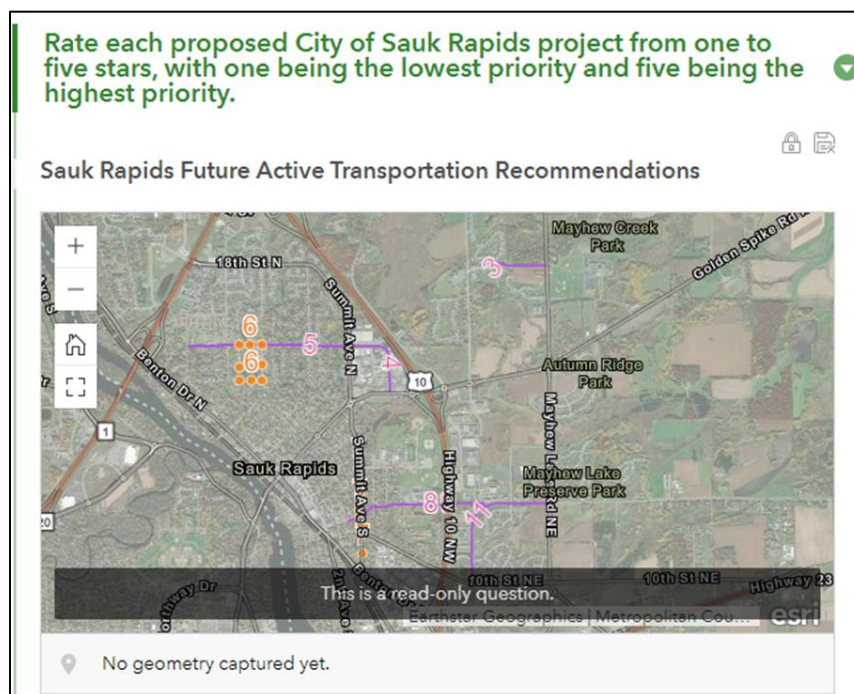 Rate each proposed City of Sauk Rapids project from one to
five stars, with one being the lowest priority and five being the
highest priority.
Sauk Rapids Future Active Transportation Recommendations
+
−
Mayhew Creek
Park
Golden Spike Rd
18th St N
3
Summit Ave N
6
5
6
4
10
Autumn Ridge
Park
Ave S
Benton Dr N
1
Sauk Rapids
Summit Ave S
Highway 10 NW
Mayhew Lake Rd NE
Mayhew Lake
Preserve Park
8
11
20
10th St NE
10th St NE
Highway 23
This is a read-only question.
Earthstar Geographics | Metropolitan Cou...
esri
No geometry captured yet.